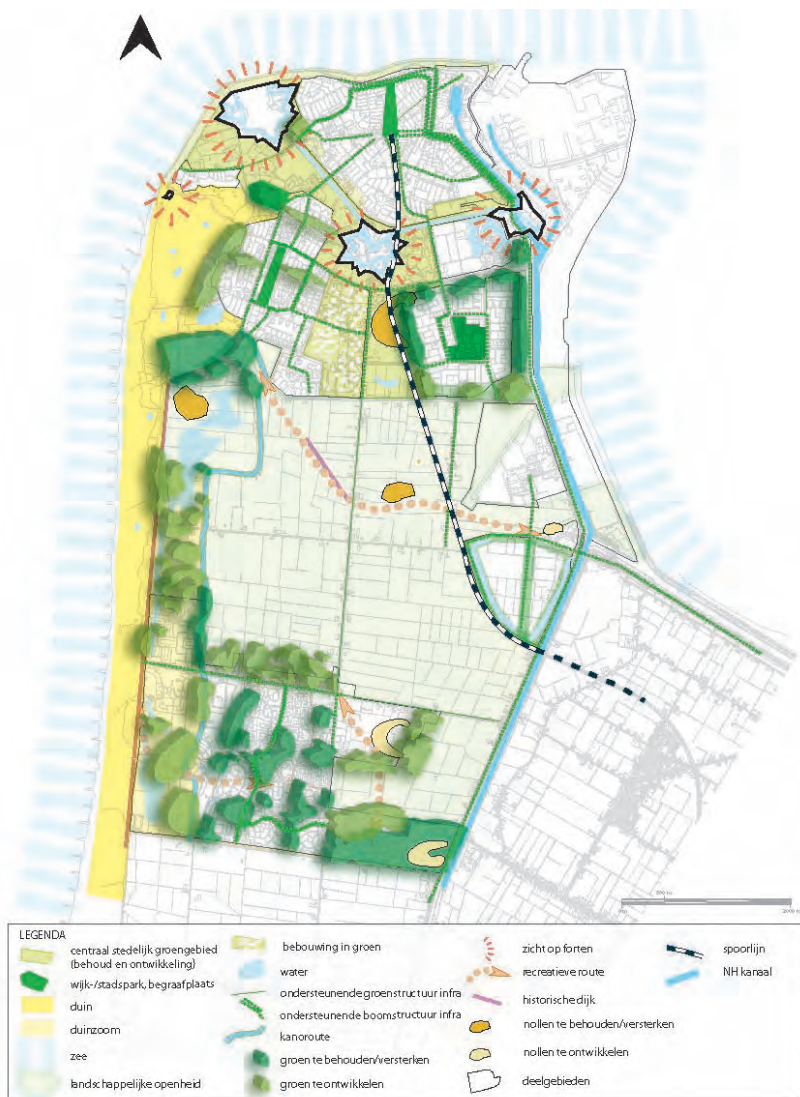 LEGENDA
centraal stedelijk groengebied
(behoud en ontwikkeling)
wijk-/stadspark, begraafplaats
duin
duinzoom
zee
landschappelijke openheid
bebouwing in groen
water
ondersteunende groenstructuur infra
ondersteunende boomstructuur infra
kanoroute
groen te behouden/versterken
groen te ontwikkelen
zicht op forten
recreatieve route
historische dijk
nollen te behouden/versterken
nollen te ontwikkelen
deelgebieden
spoorlijn
NH kanaal